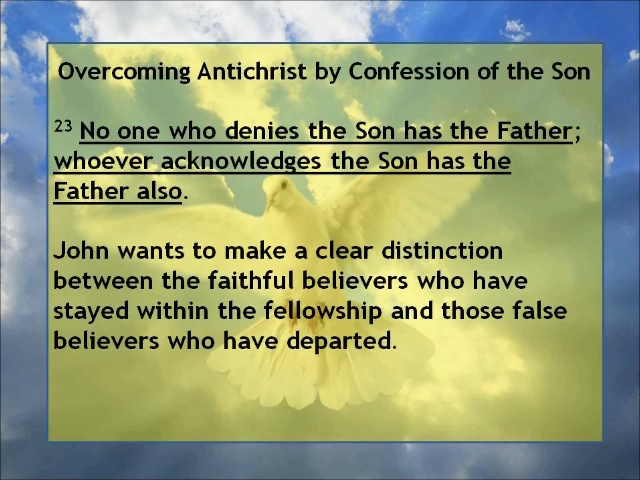 Overcoming Antichrist by Confession of the Son
23 No one who denies the Son has the Father;
whoever acknowledges the Son has the
Father also.
John wants to make a clear distinction
between the faithful believers who have
stayed within the fellowship and those false
believers who have departed.